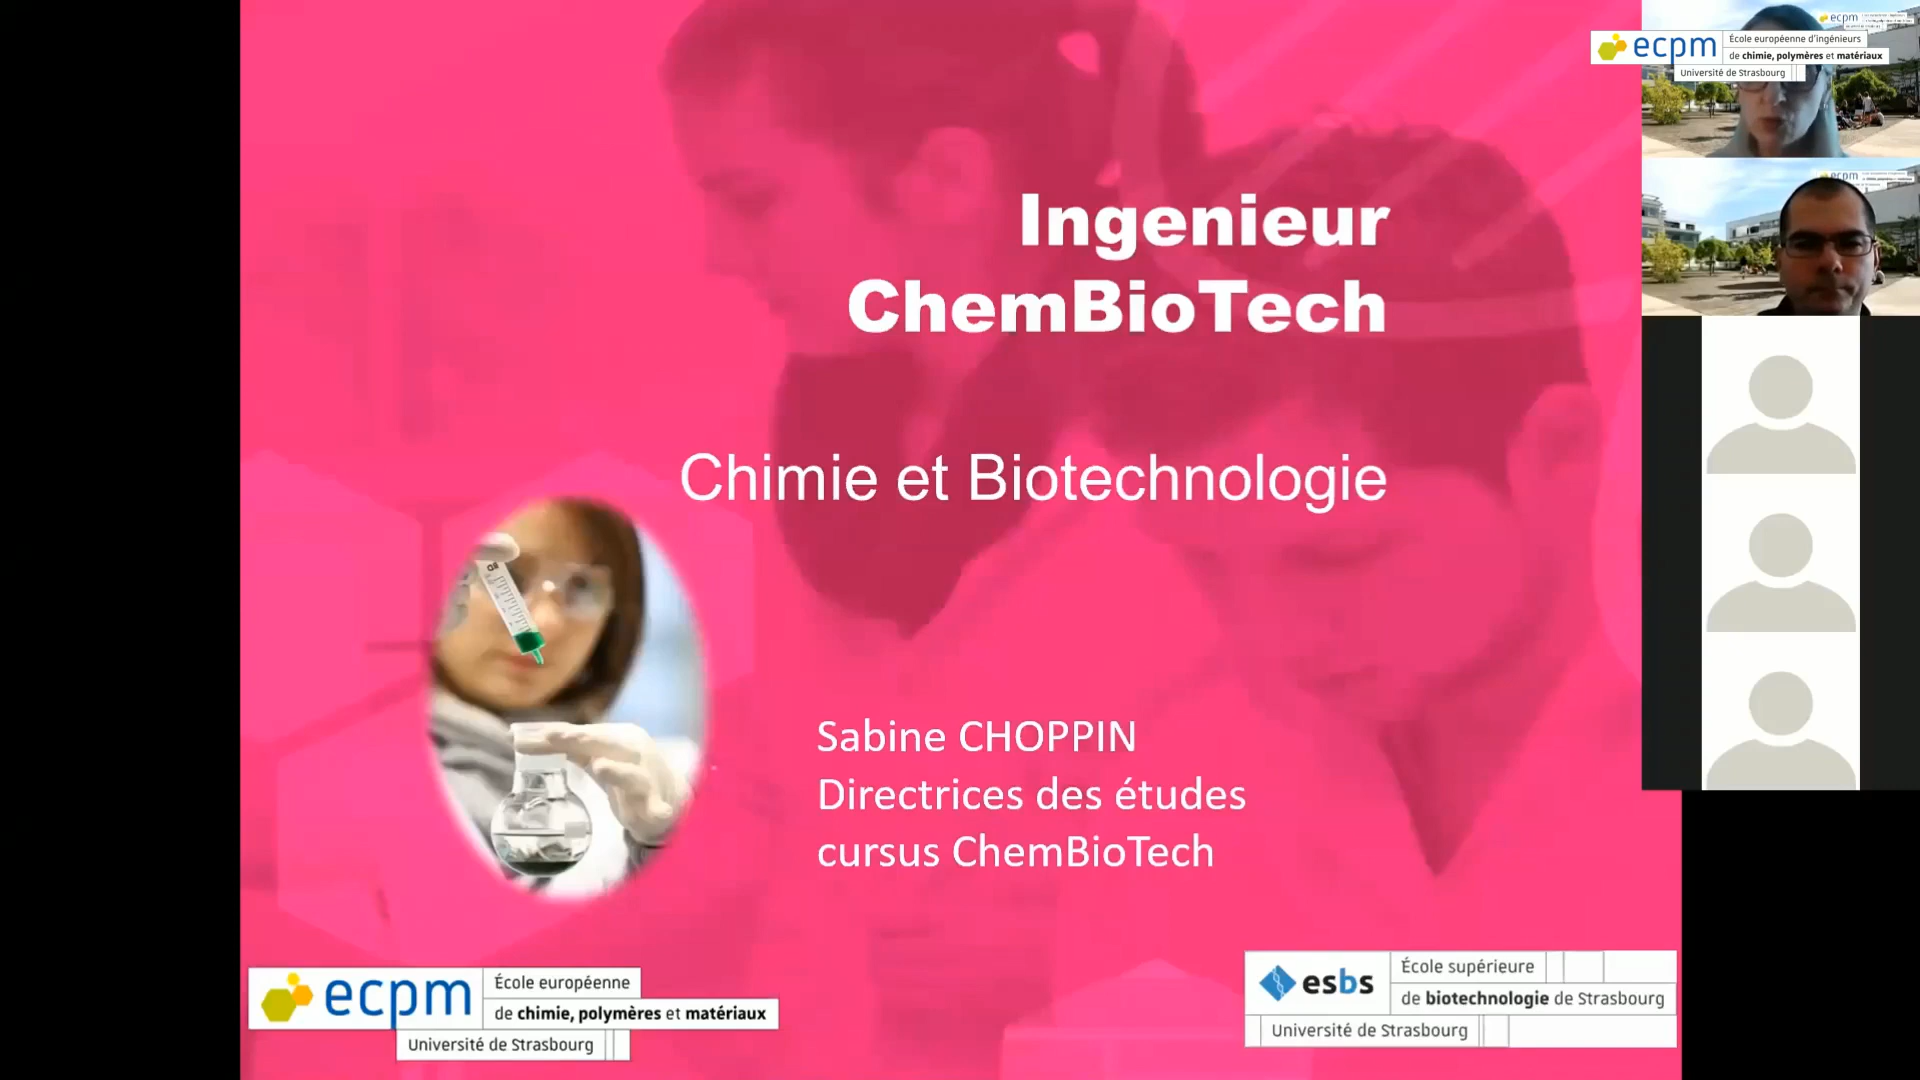 Ingenieur
ChemBioTech
Chimie et Biotechnologie
Sabine CHOPPIN
Directrices des études
cursus ChemBioTech
ecpm
École européenne
de chimie, polymères et matériaux
Université de Strasbourg
esbs
École supérieure
de biotechnologie de Strasbourg
Université de Strasbourg
ecpm
École européenne d'ingénieurs
de chimie, polymères et matériaux
Université de Strasbourg
ecpm
ecpm